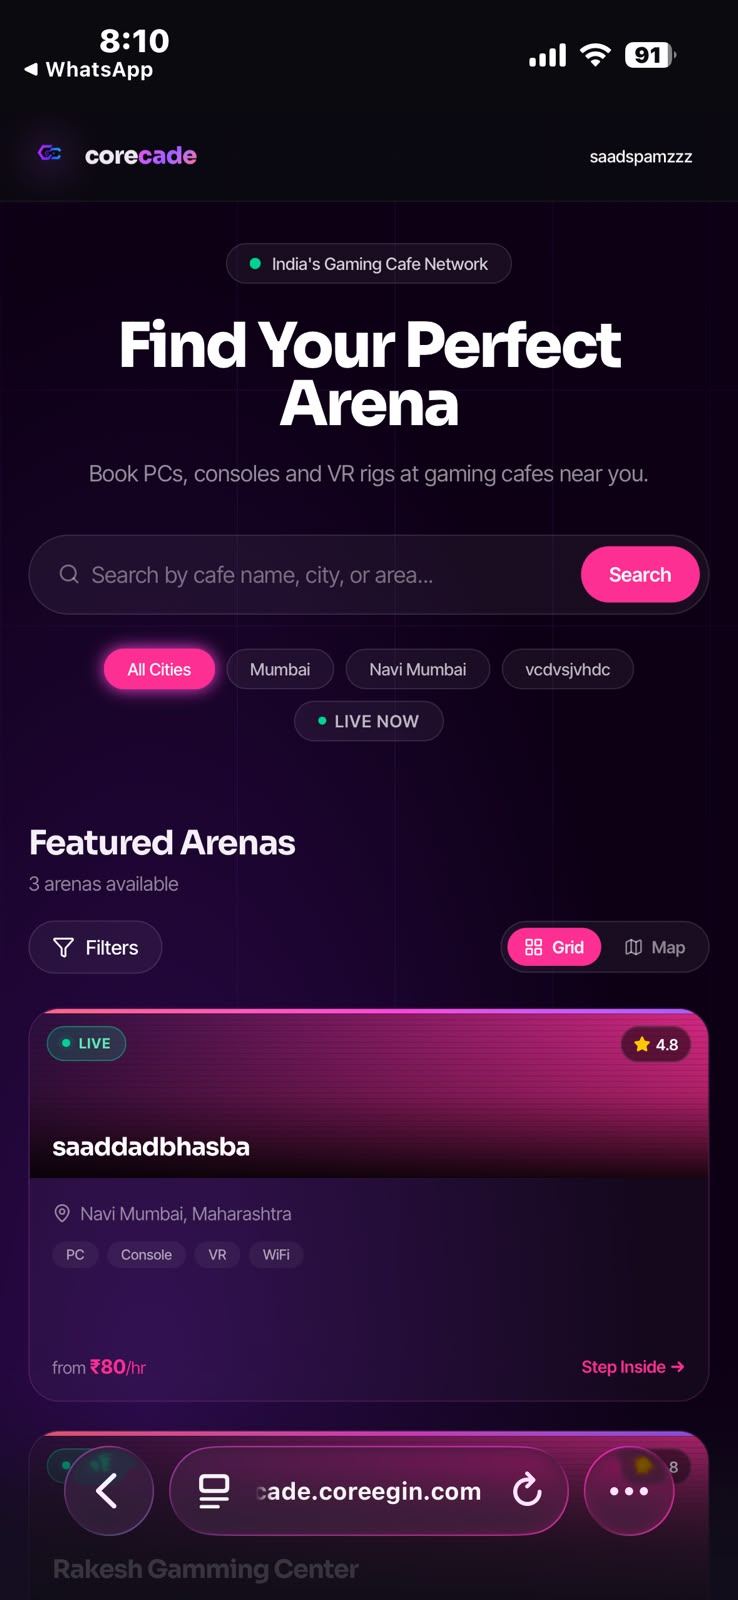 8:10
◀ WhatsApp
91
corecade
saadspamzzz
India's Gaming Cafe Network
Find Your Perfect
Arena
Book PCs, consoles and VR rigs at gaming cafes near you.
Search by cafe name, city, or area...
Search
All Cities
Mumbai
Navi Mumbai
vcdvsjvhdc
LIVE NOW
Featured Arenas
3 arenas available
Filters
Grid
Map
LIVE
4.8
saaddadbhasba
Navi Mumbai, Maharashtra
PC
Console
VR
WiFi
from ₹80/hr
Step Inside →
8
cade.coreegin.com
Rakesh Gamming Center